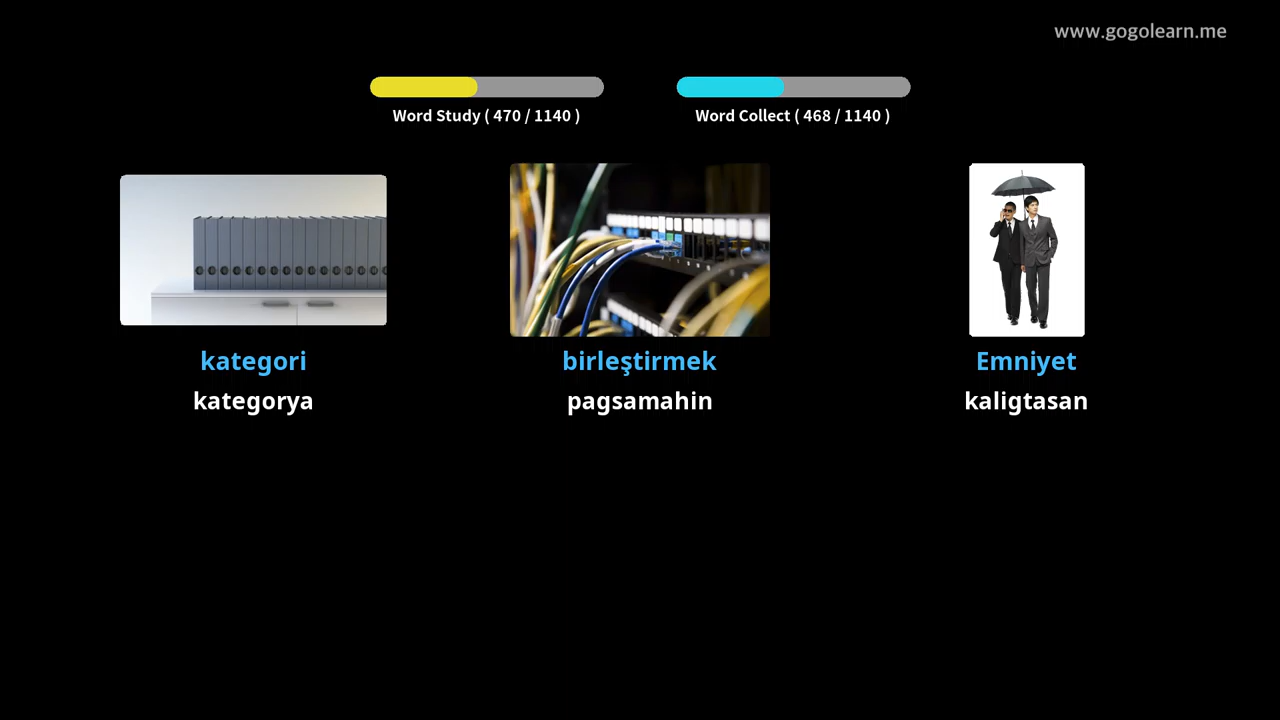 www.gogolearn.me
Word Study ( 470 / 1140 )
Word Collect ( 468 / 1140 )
kategori
kategorya
birleştirmek
pagsamahin
Emniyet
kaligtasan